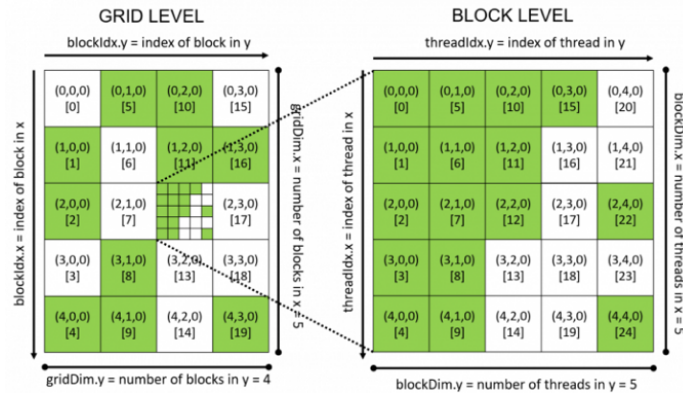 GRID LEVEL
blockIdx.y = index of block in y
blockIdx.x = index of block in x
(0,0,0) (0,1,0) (0,2,0) (0,3,0)
[0] [5] [10] [15]
(1,0,0) (1,1,0) (1,2,0) (1,3,0)
[1] [6] [11] [16]
(2,0,0) (2,1,0) (2,3,0)
[2] [7] [17]
(3,0,0) (3,1,0) (3,2,0) (3,3,0)
[3] [8] [13] [18]
(4,0,0) (4,1,0) (4,2,0) (4,3,0)
[4] [9] [14] [19]
gridDim.x = number of blocks in x = 5
gridDim.y = number of blocks in y = 4
BLOCK LEVEL
threadIdx.y = index of thread in y
threadIdx.x = index of thread in x
(0,0,0) (0,1,0) (0,2,0) (0,3,0) (0,4,0)
[0] [5] [10] [15] [20]
(1,0,0) (1,1,0) (1,2,0) (1,3,0) (1,4,0)
[1] [6] [11] [16] [21]
(2,0,0) (2,1,0) (2,2,0) (2,3,0) (2,4,0)
[2] [7] [12] [17] [22]
(3,0,0) (3,1,0) (3,2,0) (3,3,0) (3,4,0)
[3] [8] [13] [18] [23]
(4,0,0) (4,1,0) (4,2,0) (4,3,0) (4,4,0)
[4] [9] [14] [19] [24]
blockDim.x = number of threads in x = 5
blockDim.y = number of threads in y = 5